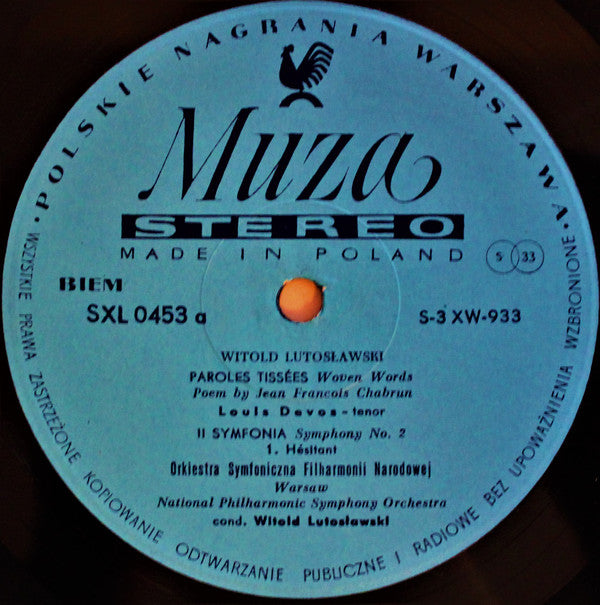 • POLSKIE NAGRANIA WARSZAWA •
Muza
STEREO
MADE IN POLAND
S 33
BIEM
SXL 0453 a
S-3 XW-933
WITOLD LUTOSŁAWSKI
PAROLES TISSÉES Woven Words
Poem by Jean Francois Chabrun
Louis Devos - tenor
II SYMFONIA Symphony No. 2
1. Hésitant
Orkiestra Symfoniczna Filharmonii Narodowej
Warsaw
National Philharmonic Symphony Orchestra
cond. Witold Lutosławski
WSZYSTKIE PRAWA ZASTRZEŻONE KOPIOWANIE ODTWARZANIE PUBLICZNE I RADIOWE BEZ UPOWAŻNIENIA WZBRONIONE